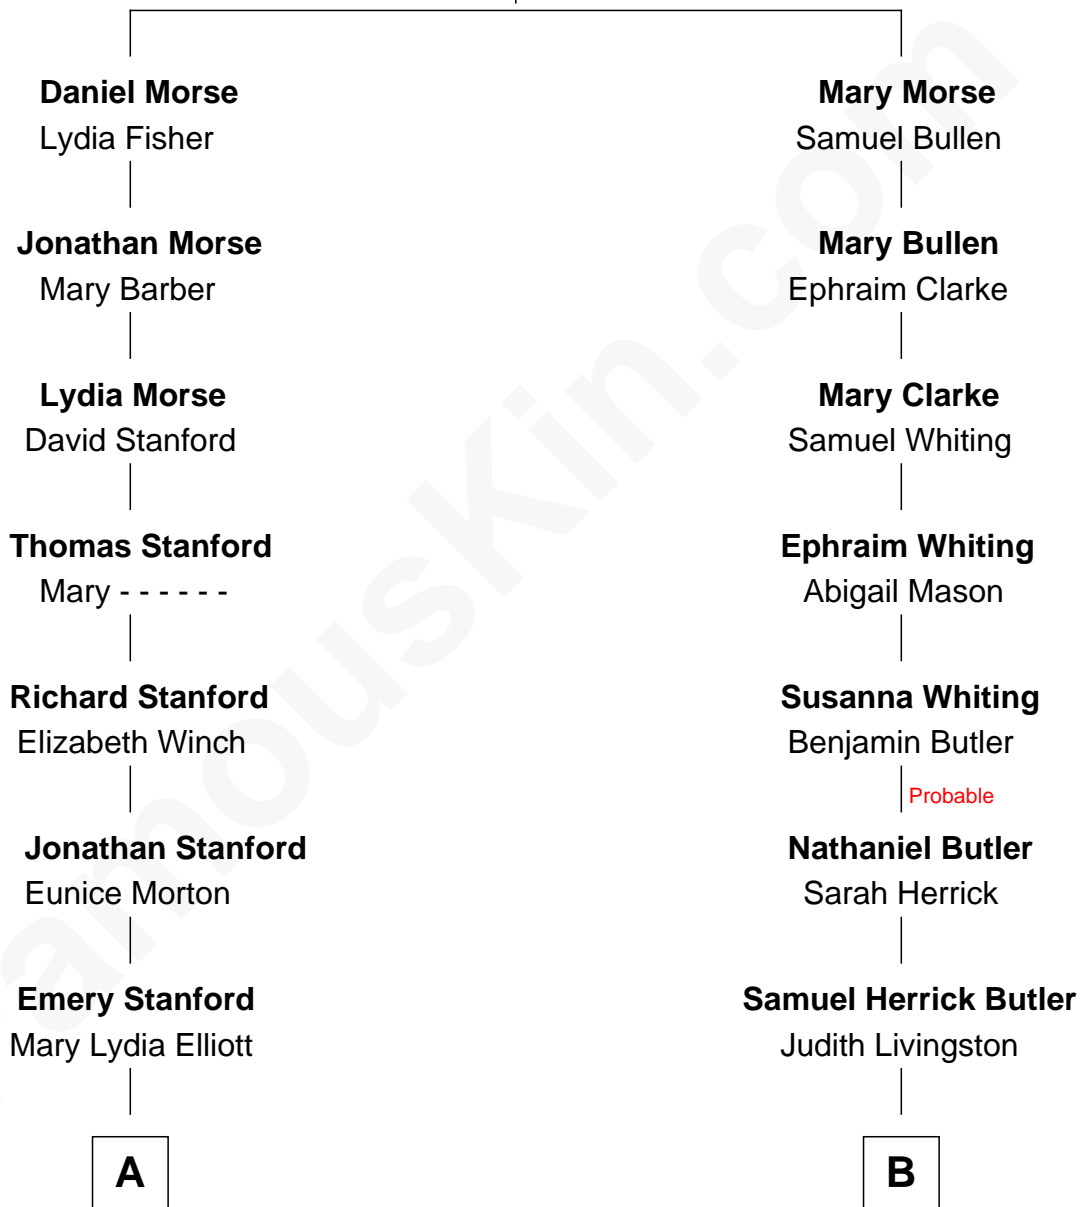 Daniel Morse
Lydia Fisher
Jonathan Morse
Mary Barber
Lydia Morse
David Stanford
Thomas Stanford
Mary - - - - - -
Richard Stanford
Elizabeth Winch
Jonathan Stanford
Eunice Morton
Emery Stanford
Mary Lydia Elliott
A
Mary Morse
Samuel Bullen
Mary Bullen
Ephraim Clarke
Mary Clarke
Samuel Whiting
Ephraim Whiting
Abigail Mason
Susanna Whiting
Benjamin Butler
Probable
Nathaniel Butler
Sarah Herrick
Samuel Herrick Butler
Judith Livingston
B
amouskin.com